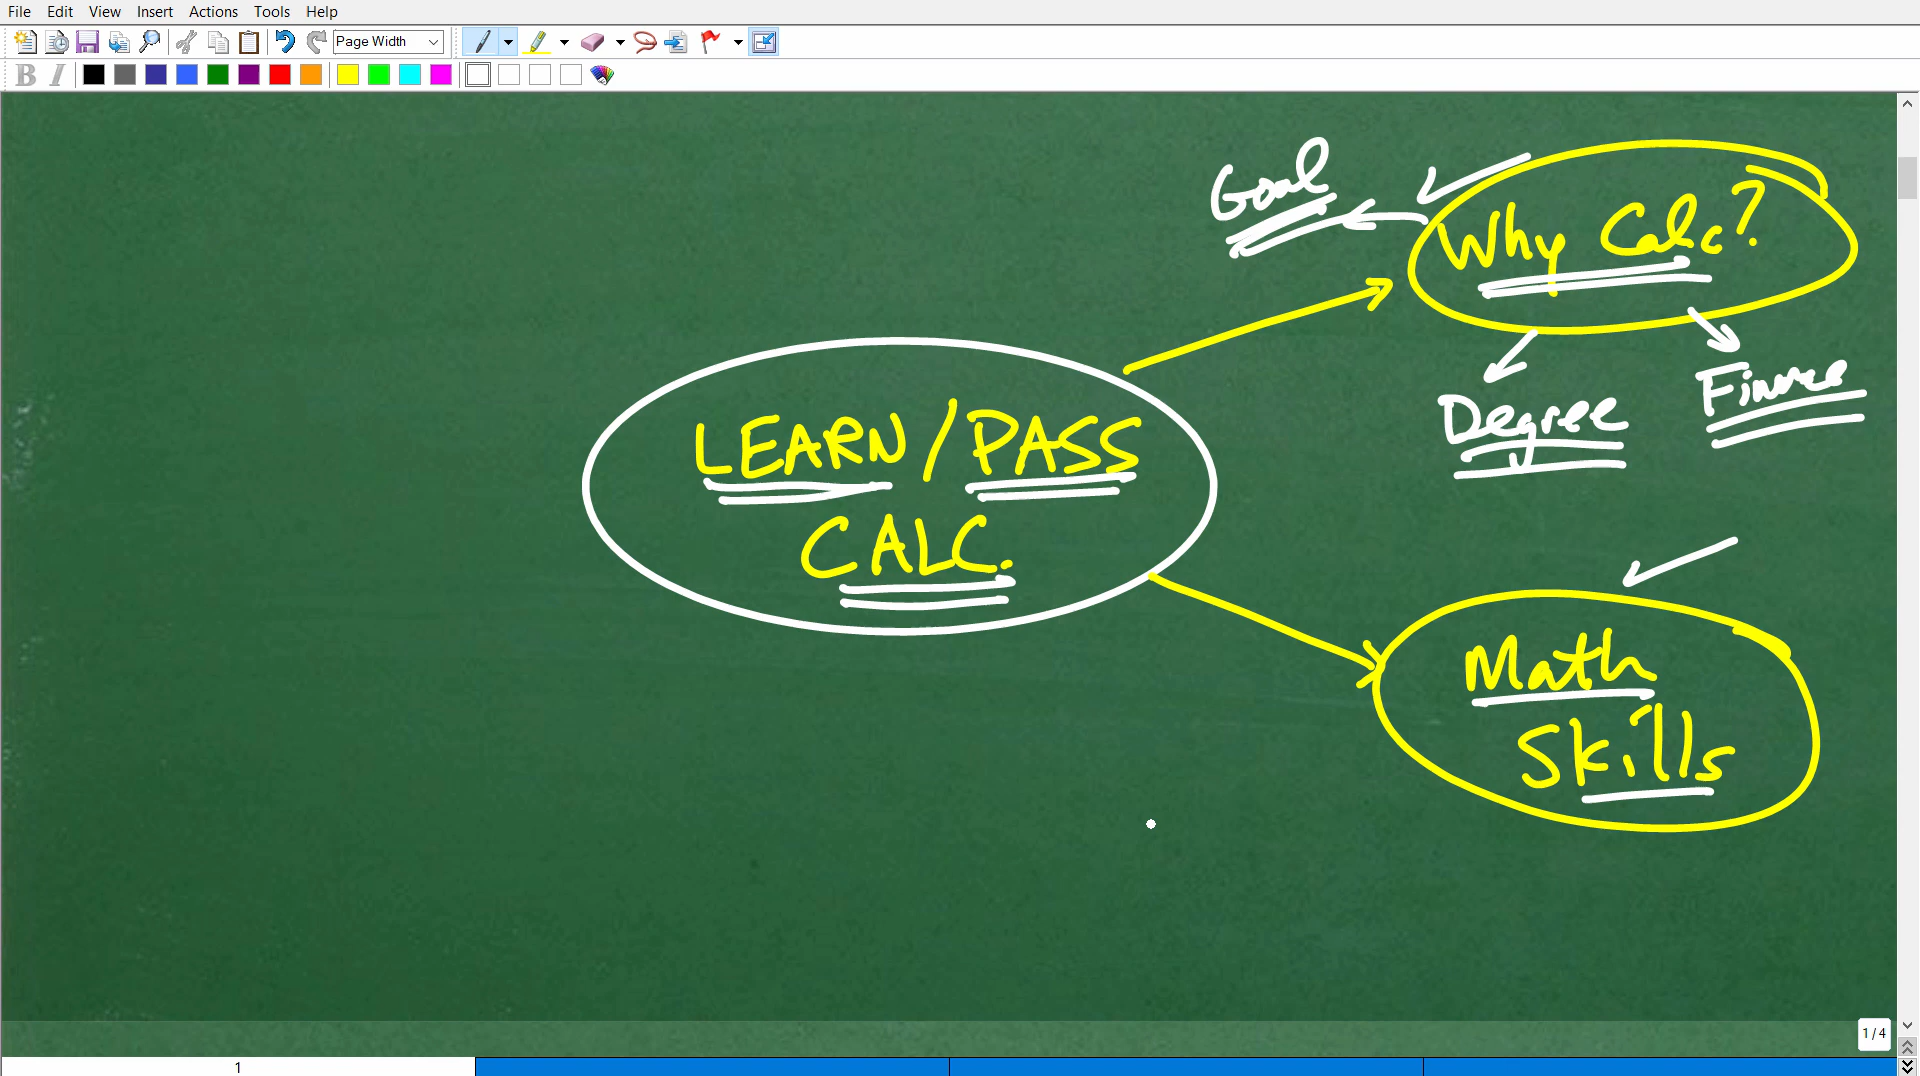 File Edit View Insert Actions Tools Help
Page Width
B I
Goal
Why Calc?
Degree
Finance
LEARN/PASS
CALC.
Math
Skills
1/4
1